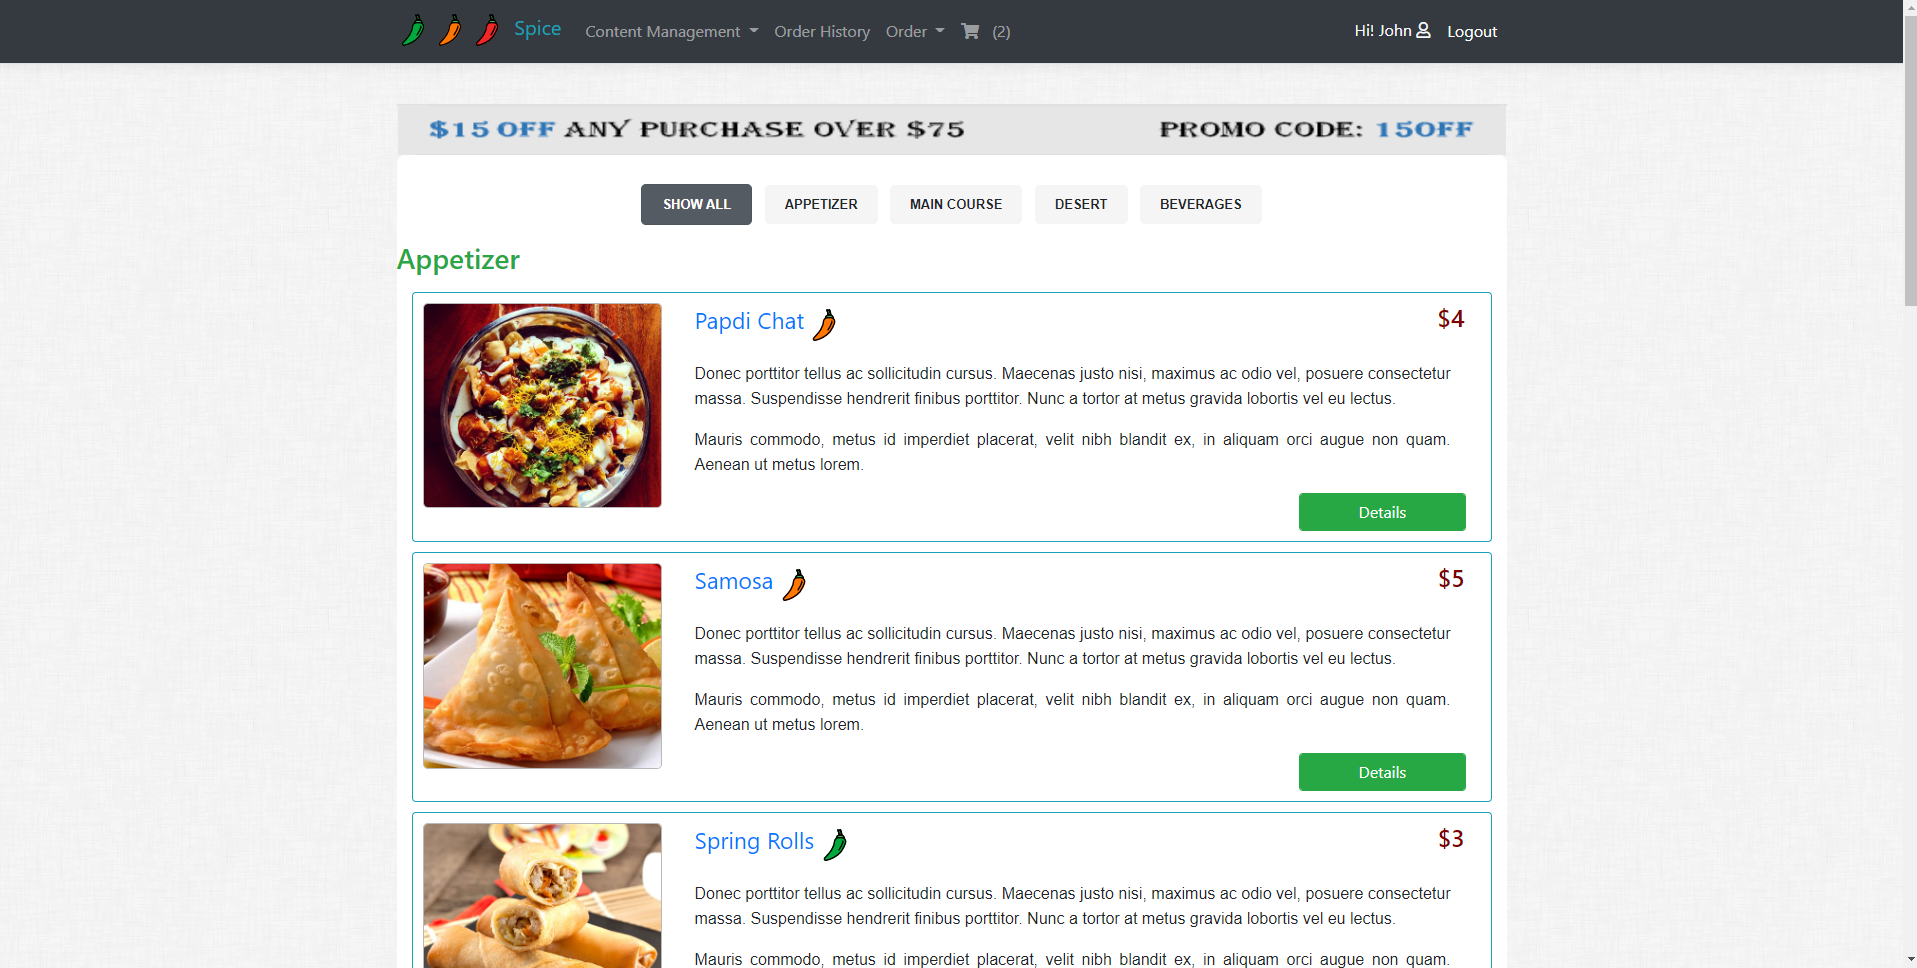 Spice Content Management Order History Order (2) Hi! John Logout
$15 OFF ANY PURCHASE OVER $75 PROMO CODE: 15OFF
SHOW ALL APPETIZER MAIN COURSE DESERT BEVERAGES
Appetizer
Papdi Chat $4
Donec porttitor tellus ac sollicitudin cursus. Maecenas justo nisi, maximus ac odio vel, posuere consectetur
massa. Suspendisse hendrerit finibus porttitor. Nunc a tortor at metus gravida lobortis vel eu lectus.
Mauris commodo, metus id imperdiet placerat, velit nibh blandit ex, in aliquam orci augue non quam.
Aenean ut metus lorem.
Details
Samosa $5
Donec porttitor tellus ac sollicitudin cursus. Maecenas justo nisi, maximus ac odio vel, posuere consectetur
massa. Suspendisse hendrerit finibus porttitor. Nunc a tortor at metus gravida lobortis vel eu lectus.
Mauris commodo, metus id imperdiet placerat, velit nibh blandit ex, in aliquam orci augue non quam.
Aenean ut metus lorem.
Details
Spring Rolls $3
Donec porttitor tellus ac sollicitudin cursus. Maecenas justo nisi, maximus ac odio vel, posuere consectetur
massa. Suspendisse hendrerit finibus porttitor. Nunc a tortor at metus gravida lobortis vel eu lectus.
Mauris commodo, metus id imperdiet placerat, velit nibh blandit ex, in aliquam orci augue non quam.